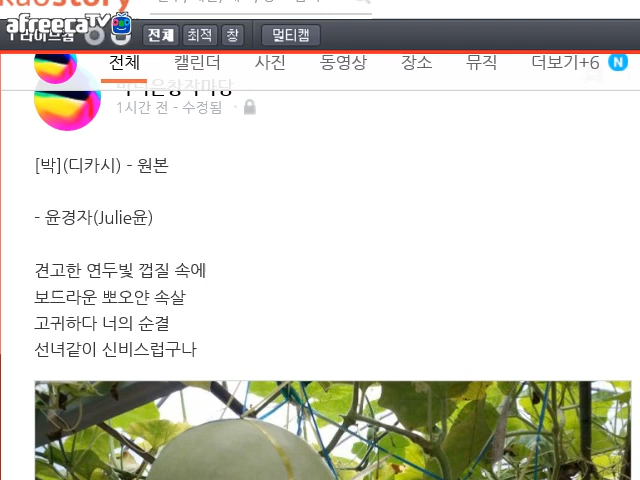 afreecaTV
전체 최적 창 멀티캠
전체 캘린더 사진 동영상 장소 뮤직 더보기+6 N
1시간 전 - 수정됨
[박](디카시) - 원본
- 윤경자(Julie윤)
견고한 연두빛 껍질 속에
보드라운 뽀오얀 속살
고귀하다 너의 순결
선녀같이 신비스럽구나